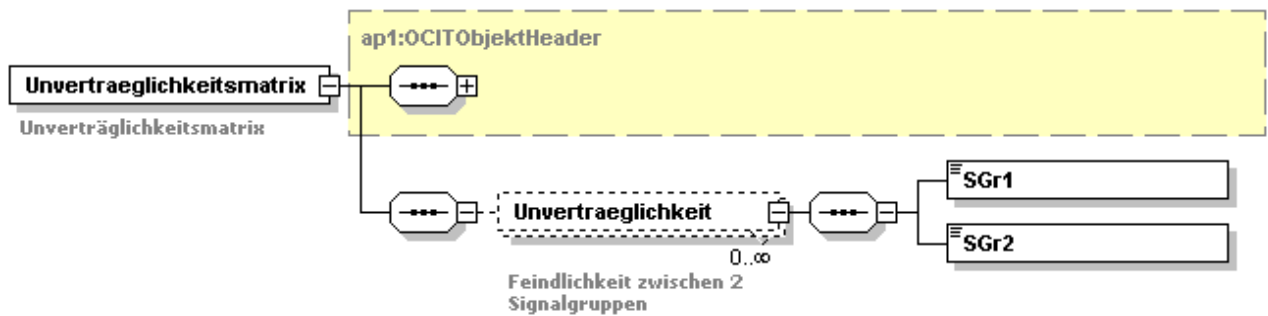 ap1:OCITObjektHeader
Unvertraeglichkeitsmatrix
Unverträglichkeitsmatrix
Unvertraeglichkeit
0..∞
Feindlichkeit zwischen 2
Signalgruppen
SGr1
SGr2